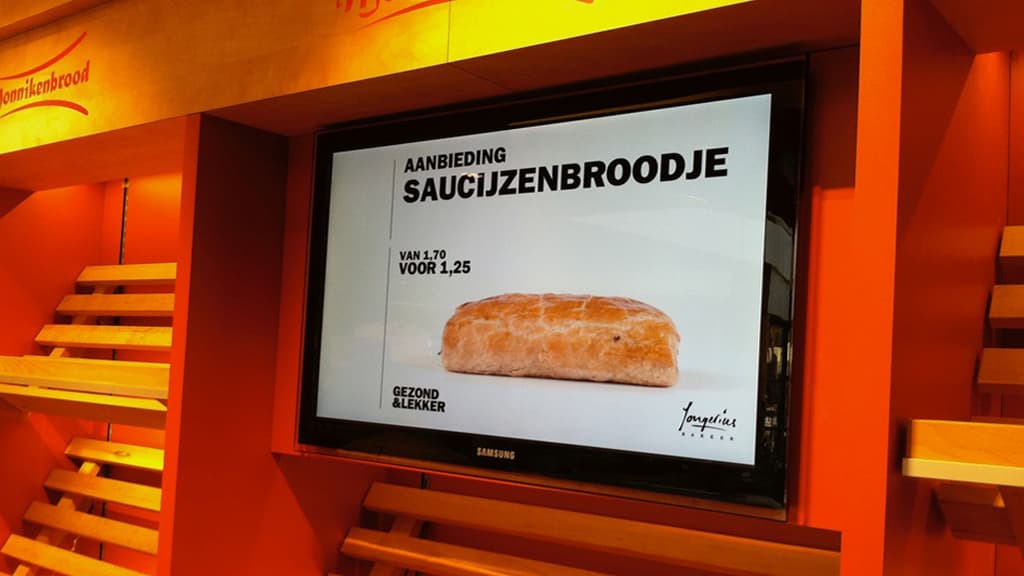 Monnikenbrood
AANBIEDING
SAUCIJZENBROODJE
VAN 1,70
VOOR 1,25
GEZOND
&LEKKER
Jongerius
BAKKER
SAMSUNG